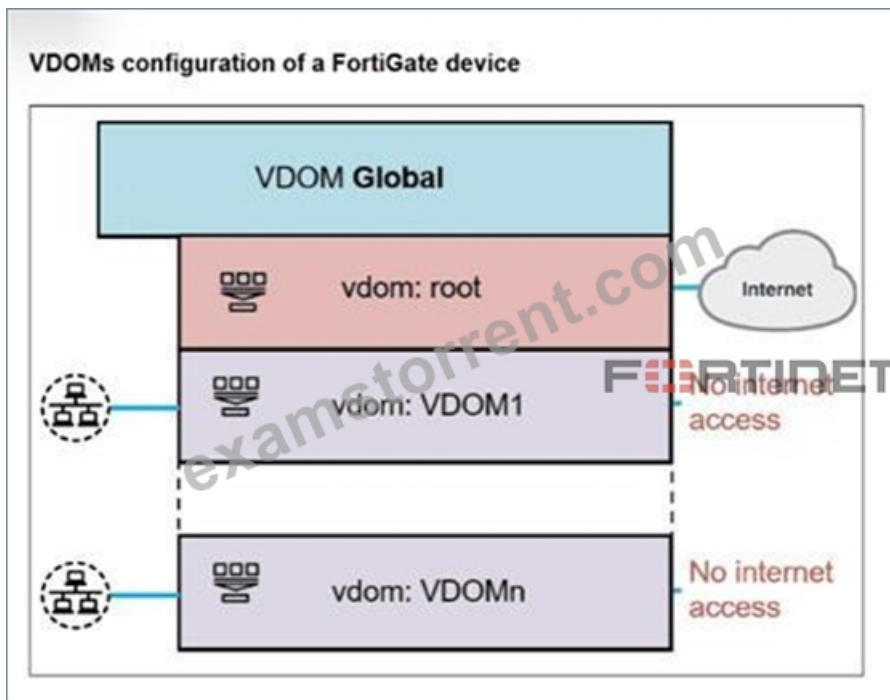 VDOMs configuration of a FortiGate device
VDOM Global
vdom: root
Internet
examstorrent.com
FORTINET
vdom: VDOM1
No internet
access
vdom: VDOMn
No internet
access